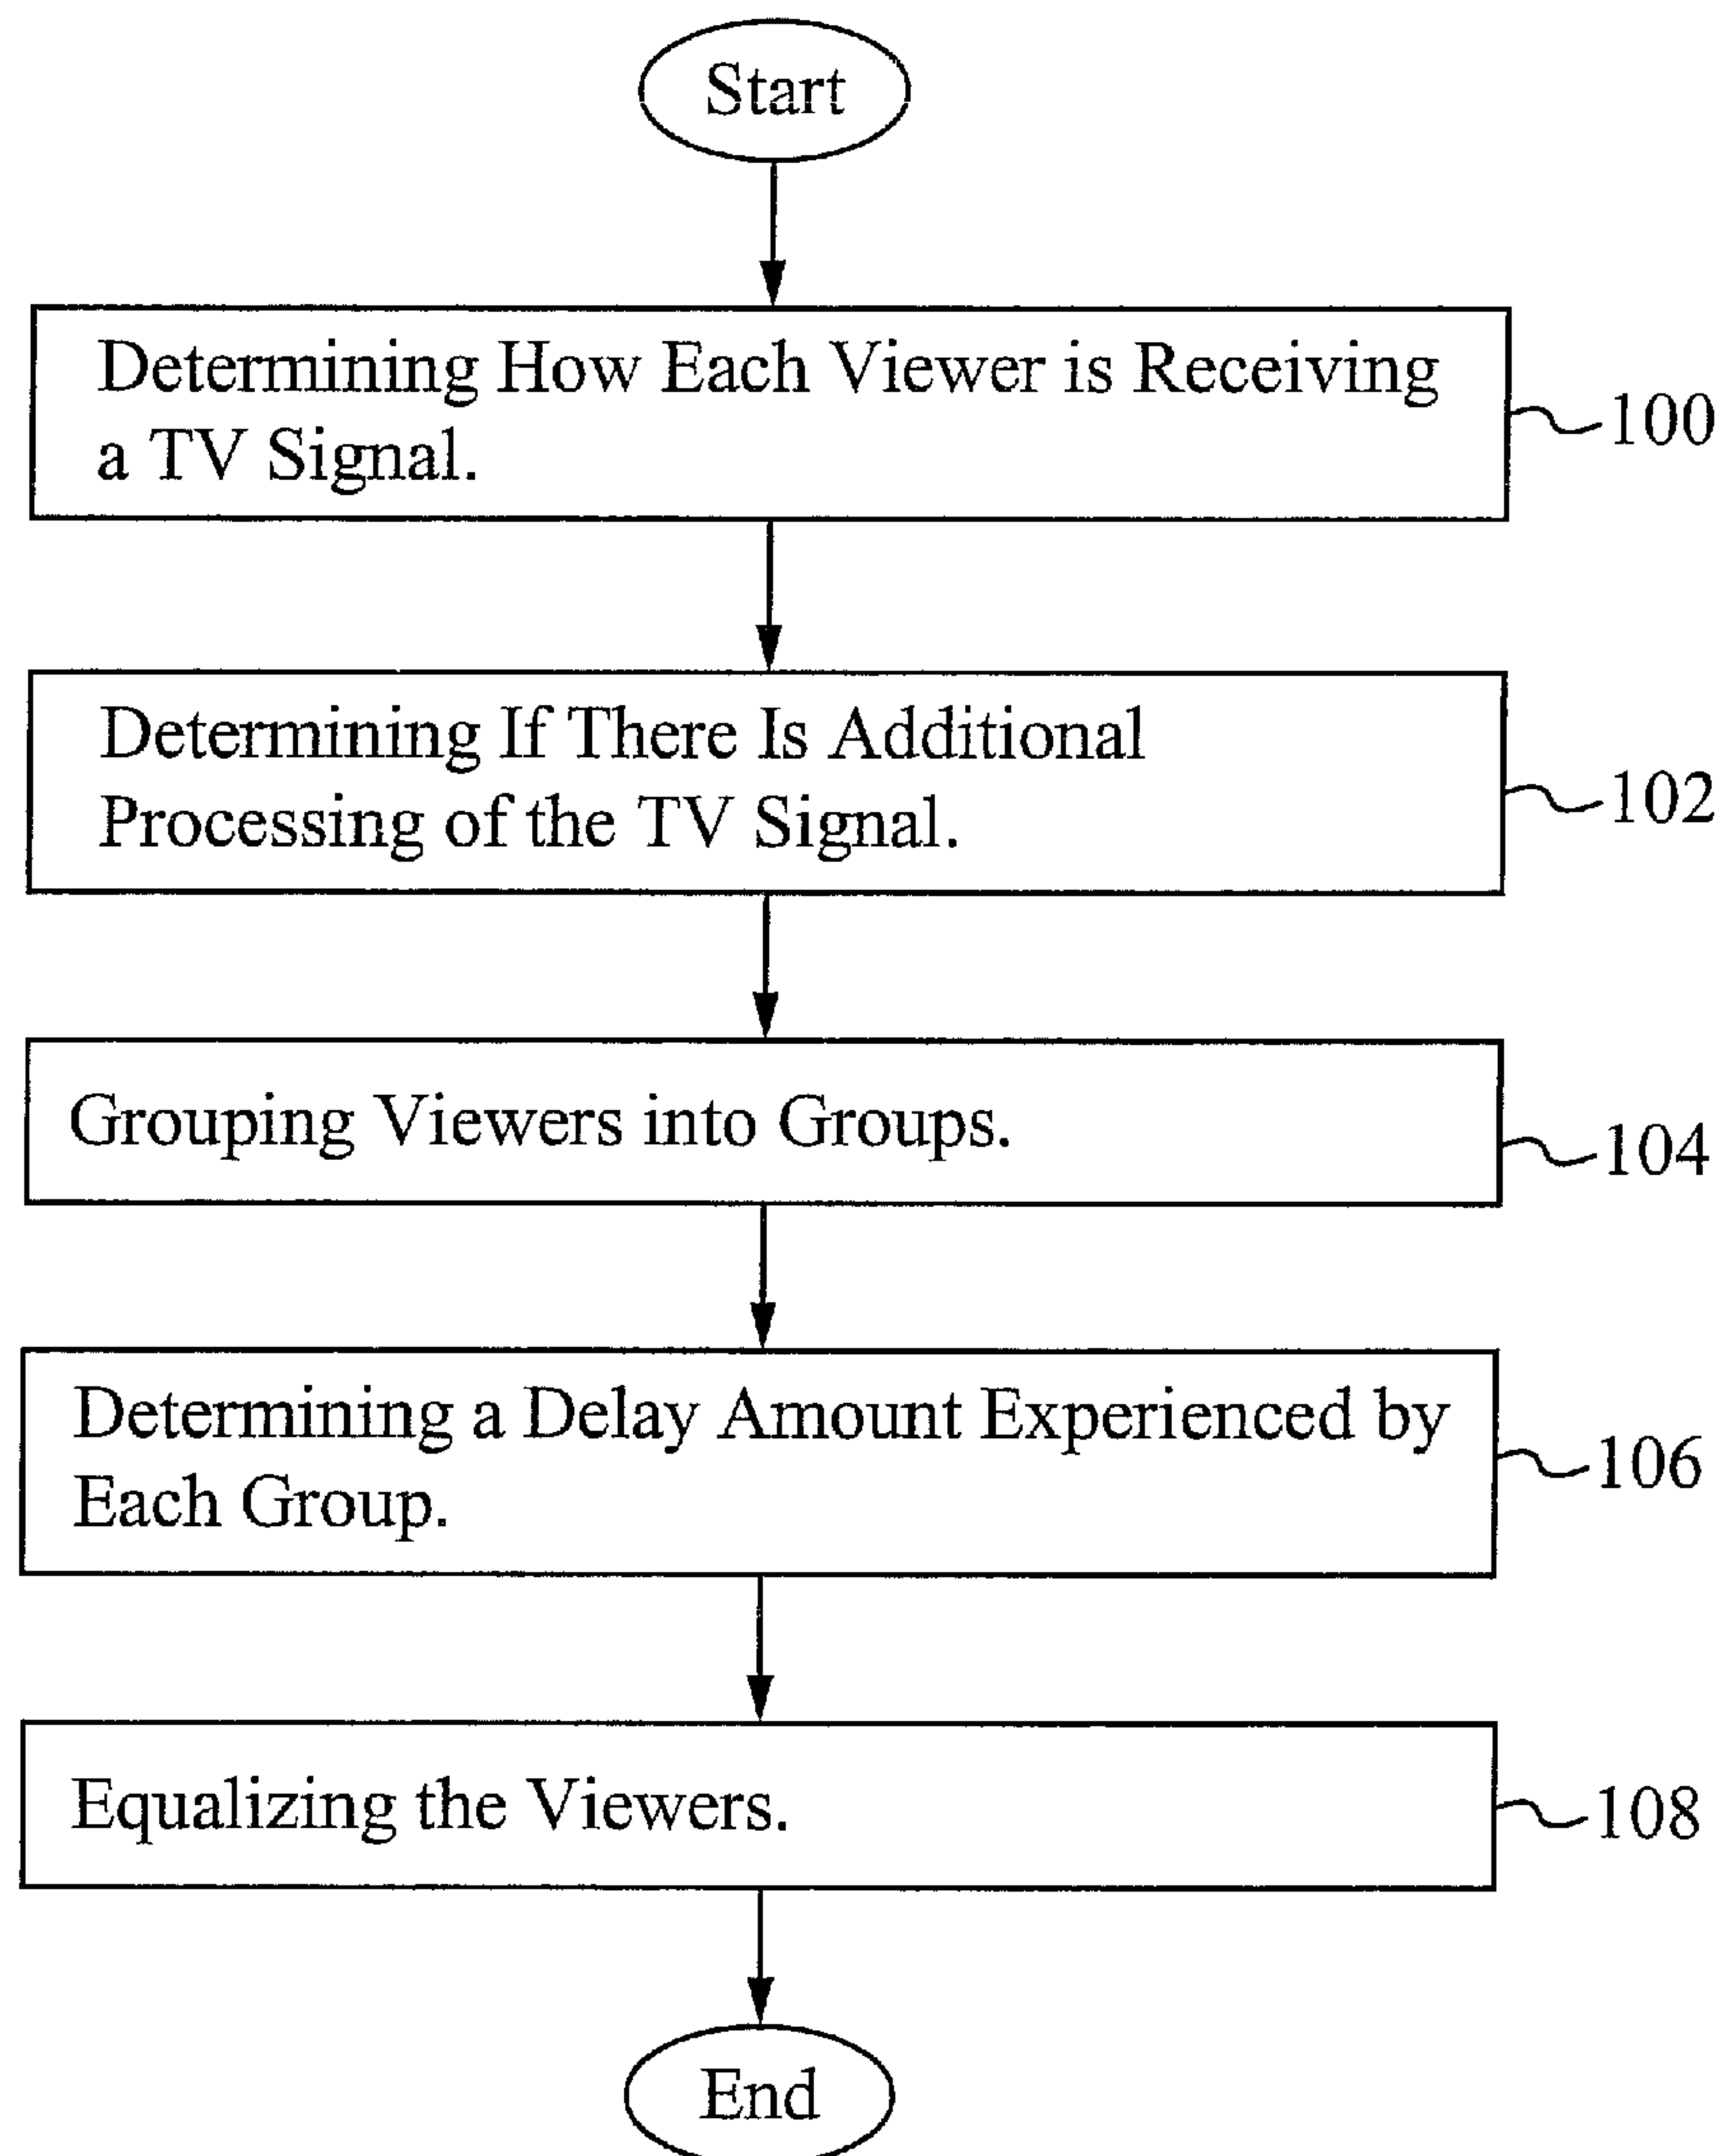 Start
Determining How Each Viewer is Receiving
a TV Signal.
100
Determining If There Is Additional
Processing of the TV Signal.
102
Grouping Viewers into Groups.
104
Determining a Delay Amount Experienced by
Each Group.
106
Equalizing the Viewers.
108
End